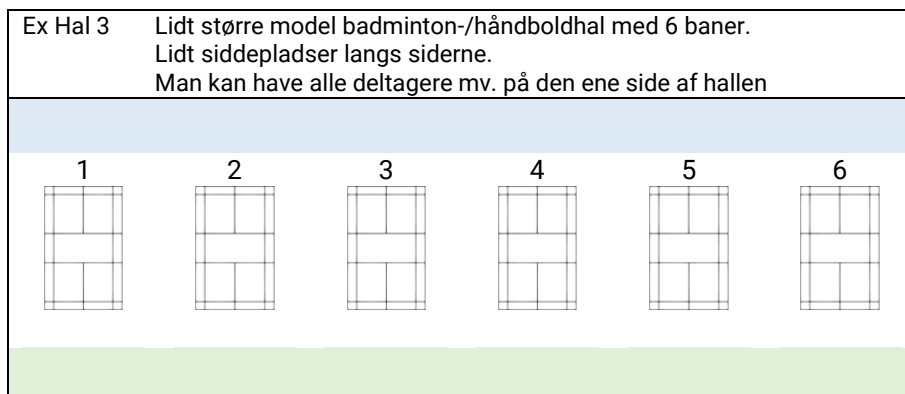 Ex Hal 3 Lidt større model badminton-/håndboldhal med 6 baner.
Lidt siddepladser langs siderne.
Man kan have alle deltagere mv. på den ene side af hallen
1 2 3 4 5 6